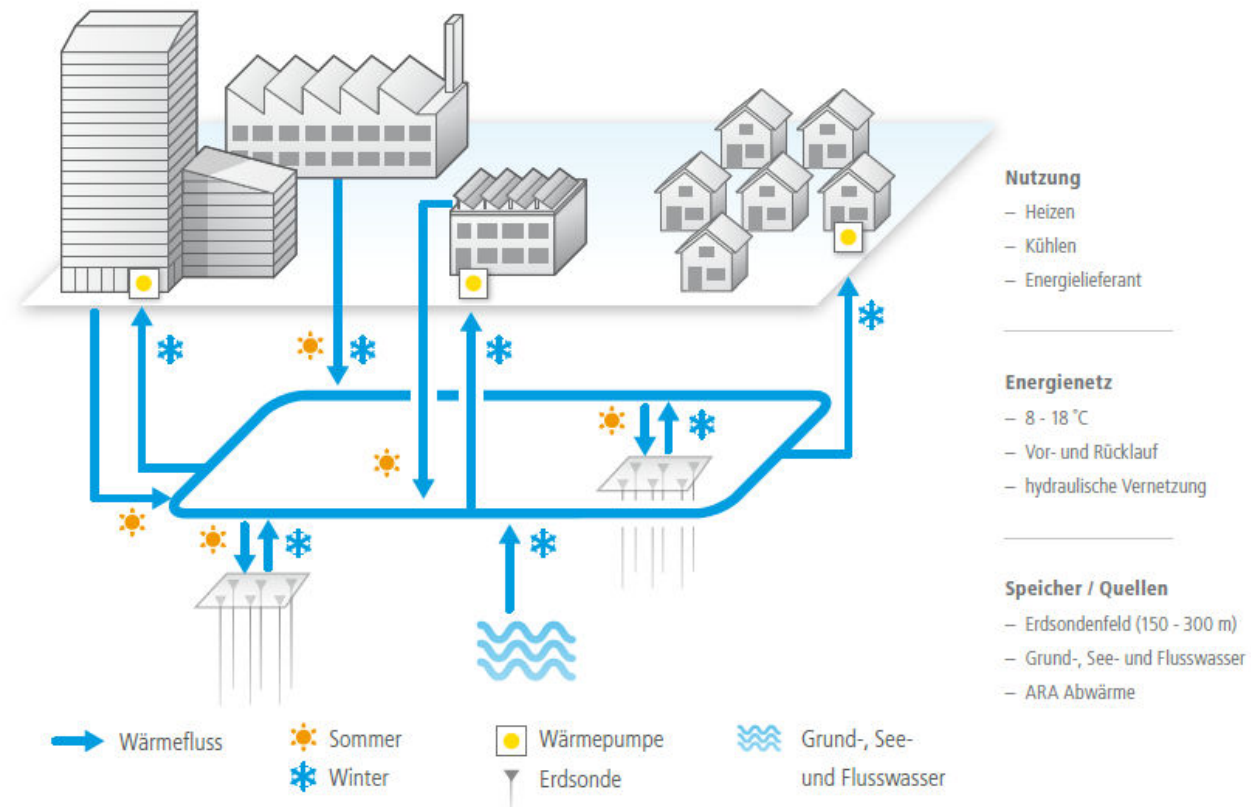 Nutzung
– Heizen
– Kühlen
– Energielieferant
Energienetz
– 8 - 18 °C
– Vor- und Rücklauf
– hydraulische Vernetzung
Speicher / Quellen
– Erdsondenfeld (150 - 300 m)
– Grund-, See- und Flusswasser
– ARA Abwärme
Wärmefluss
Sommer
Winter
Wärmepumpe
Erdsonde
Grund-, See-
und Flusswasser